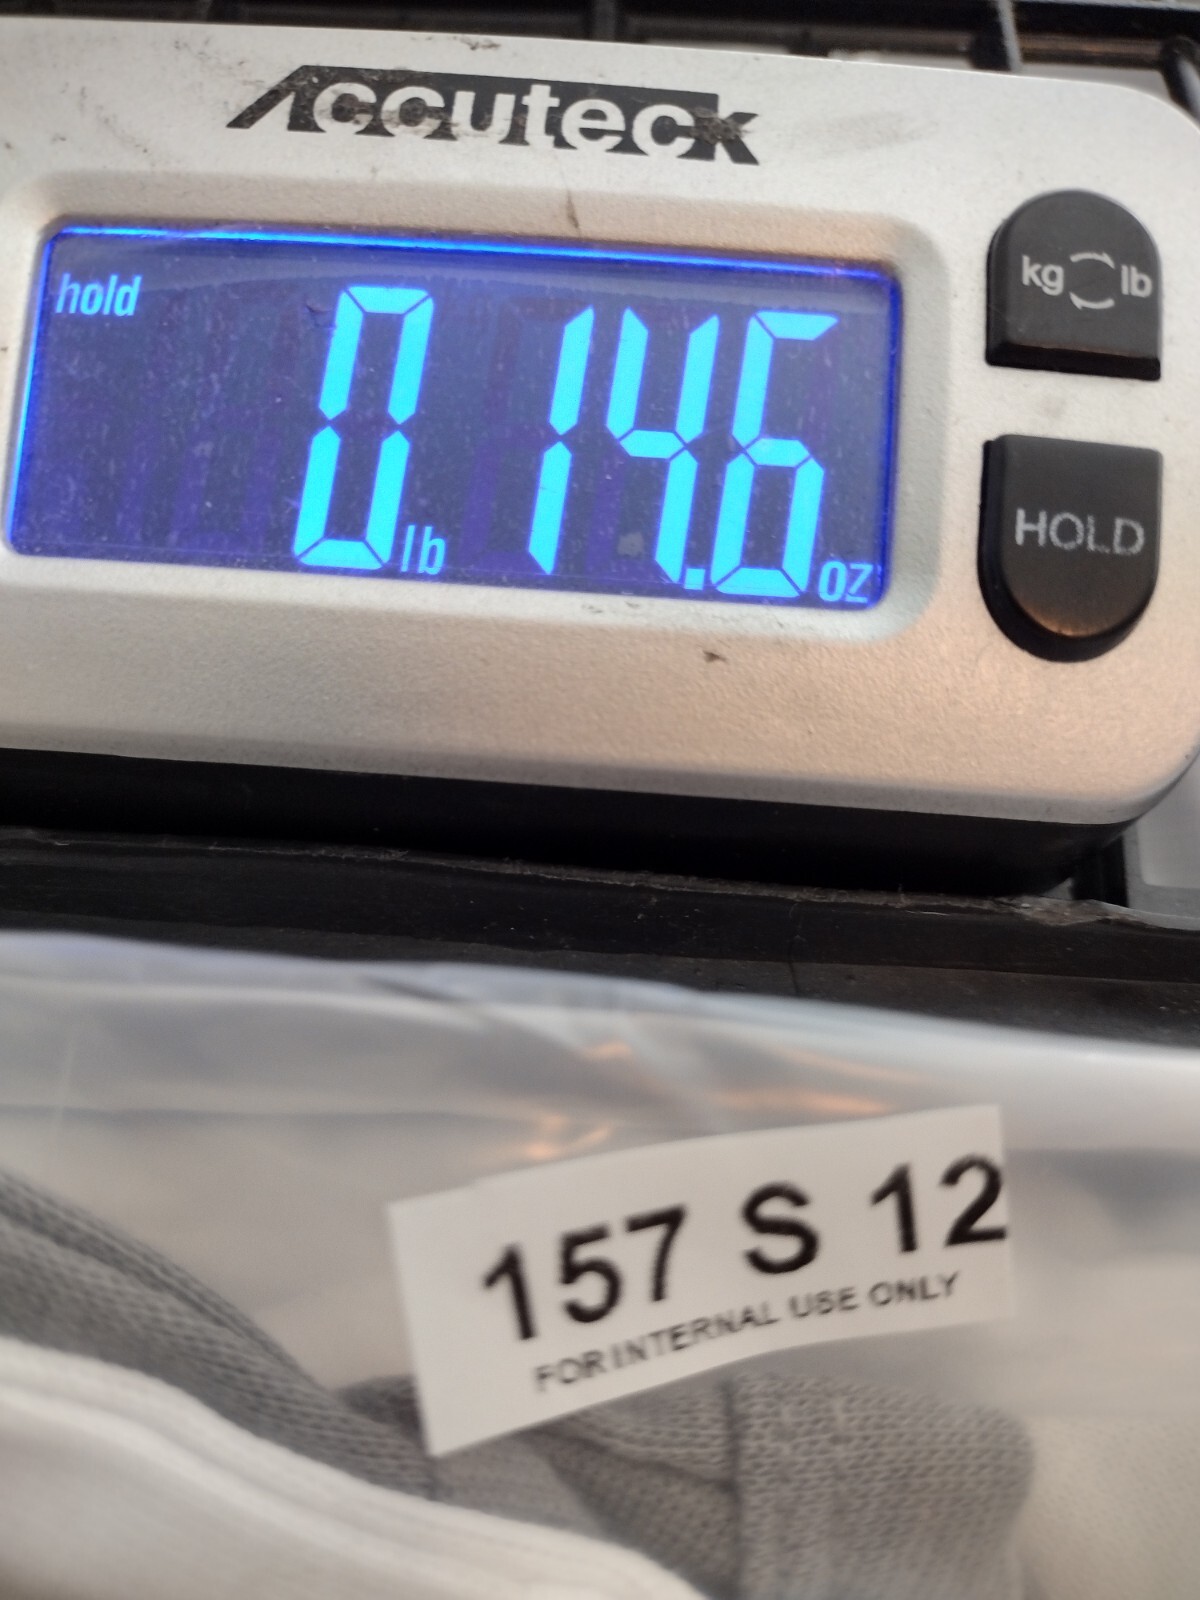 Accuteck
hold
0 lb 14.6 oz
kg lb
HOLD
157 S 12
FOR INTERNAL USE ONLY